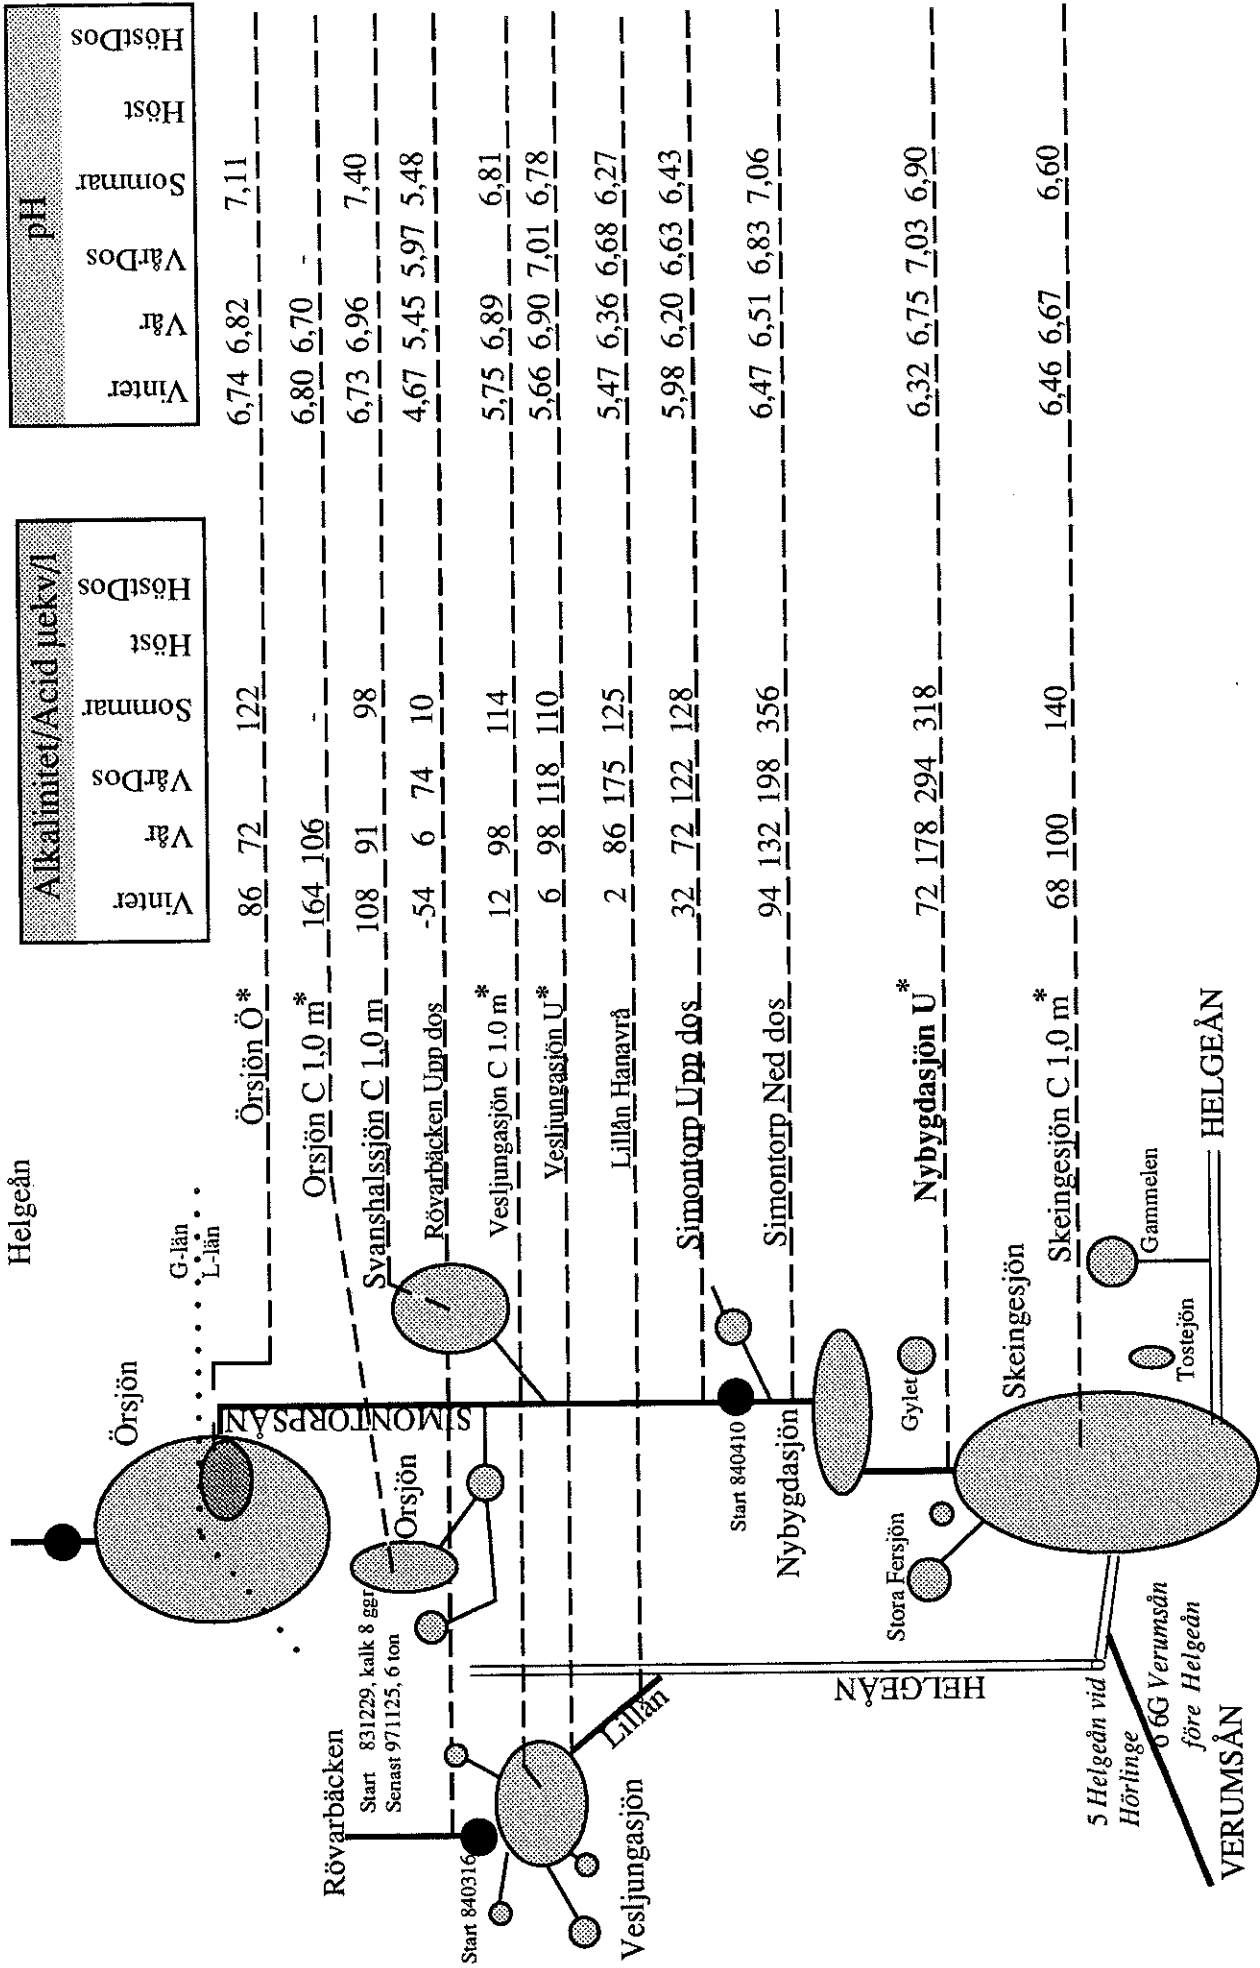 Helgeån
Alkalinitet/Acid µekv/l
Vinter Vår VårDos Sommar Höst HöstDos
pH
Vinter Vår VårDos Sommar Höst HöstDos
G-län
L-län
Örsjön
Örsjön Ö* 86 72 122 6,74 6,82 7,11
Orsjön C 1,0 m* 164 106 - 6,80 6,70 -
Svanshalssjön C 1,0 m 108 91 98 6,73 6,96 7,40
Rövarbäcken Upp dos -54 6 74 10 4,67 5,45 5,97 5,48
Vesljungasjön C 1.0 m* 12 98 114 5,75 6,89 6,81
Vesljungasjön U* 6 98 118 110 5,66 6,90 7,01 6,78
Lillån Hanavrå 2 86 175 125 5,47 6,36 6,68 6,27
Simontorp Upp dos 32 72 122 128 5,98 6,20 6,63 6,43
Simontorp Ned dos 94 132 198 356 6,47 6,51 6,83 7,06
Nybygdasjön U* 72 178 294 318 6,32 6,75 7,03 6,90
Skeingesjön C 1,0 m* 68 100 140 6,46 6,67 6,60
SIMONTORPSÅN
Orsjön
Rövarbäcken
Start 831229, kalk 8 ggr
Senast 971125, 6 ton
Start 840316
Vesljungasjön
Lillån
Start 840410
Nybygdasjön
Gylet
Stora Fersjön
Skeingesjön
Gammelen
Tostejön
HELGEÅN
HELGEÅN
5 Helgeån vid
Hörlinge
6 6G Verumsån
före Helgeån
VERUMSÅN